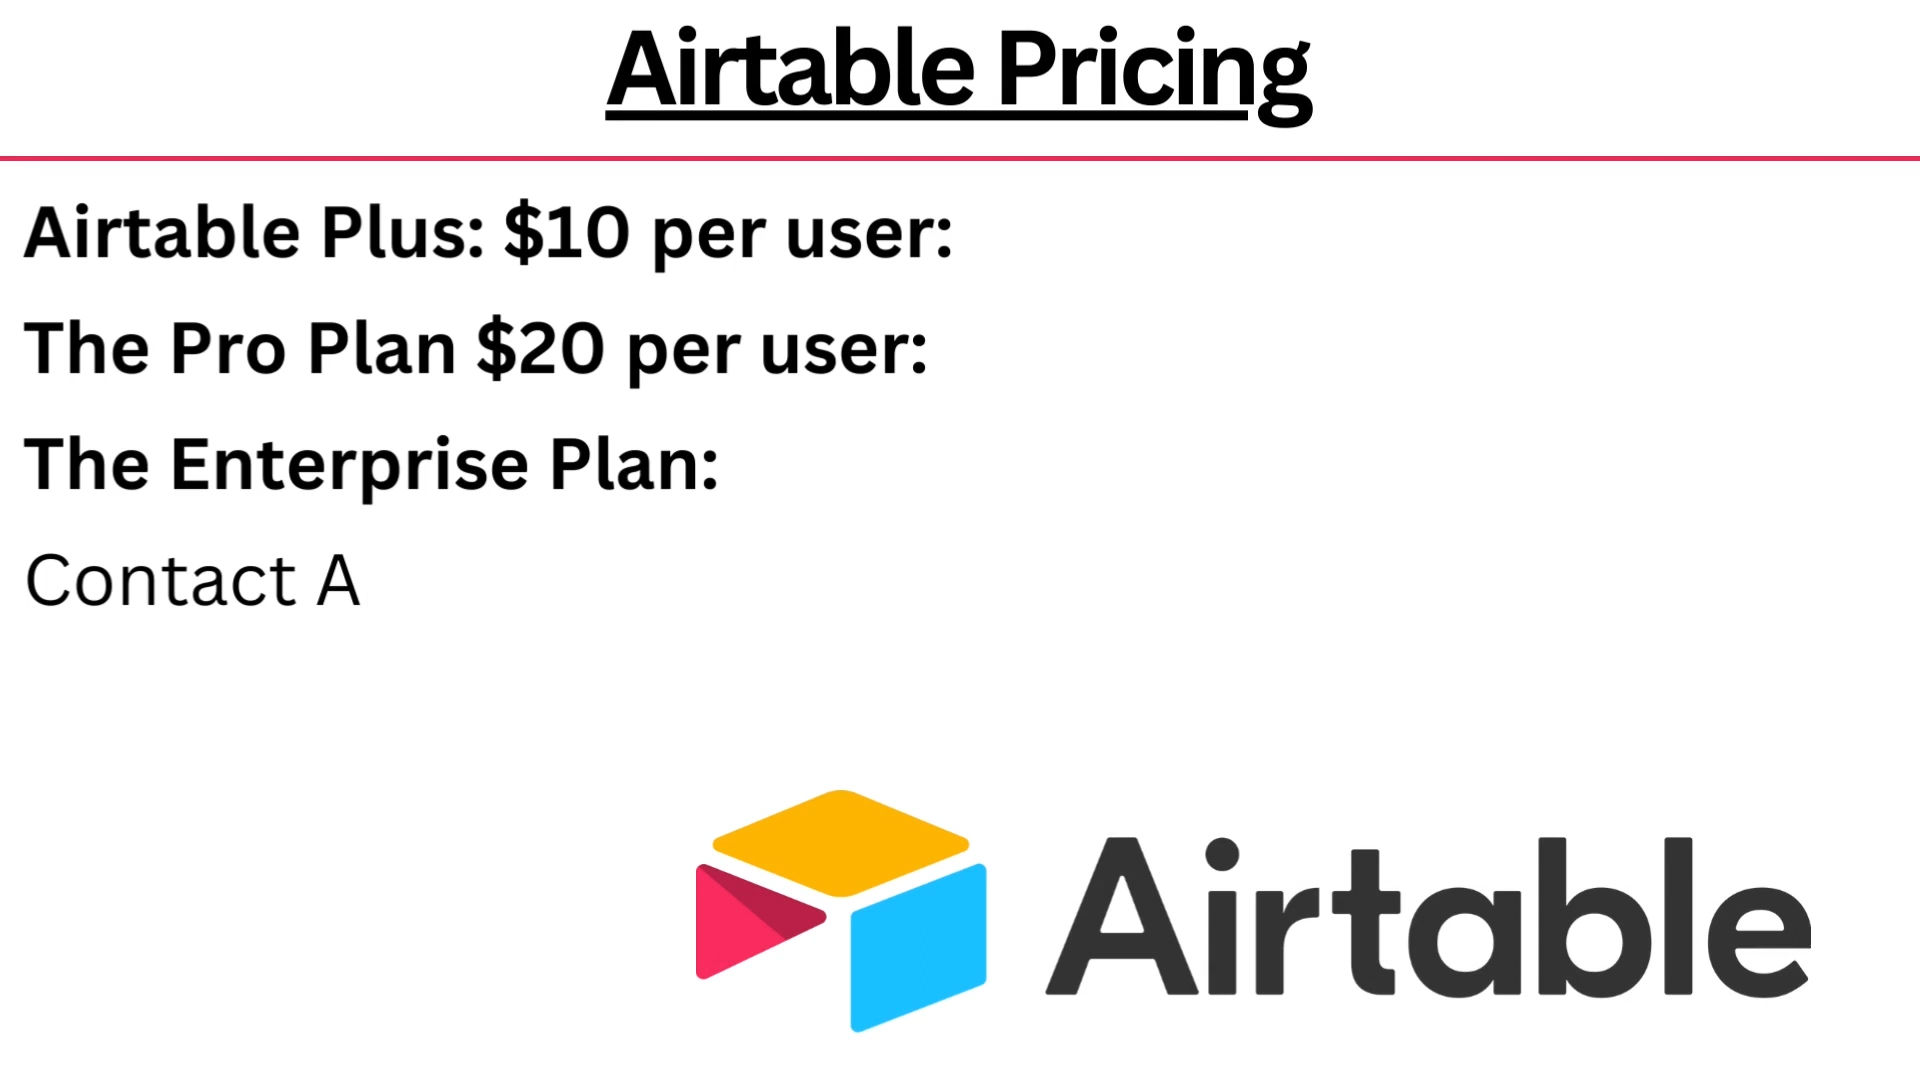 Airtable Pricing
Airtable Plus: $10 per user:
The Pro Plan $20 per user:
The Enterprise Plan:
Contact A
Airtable